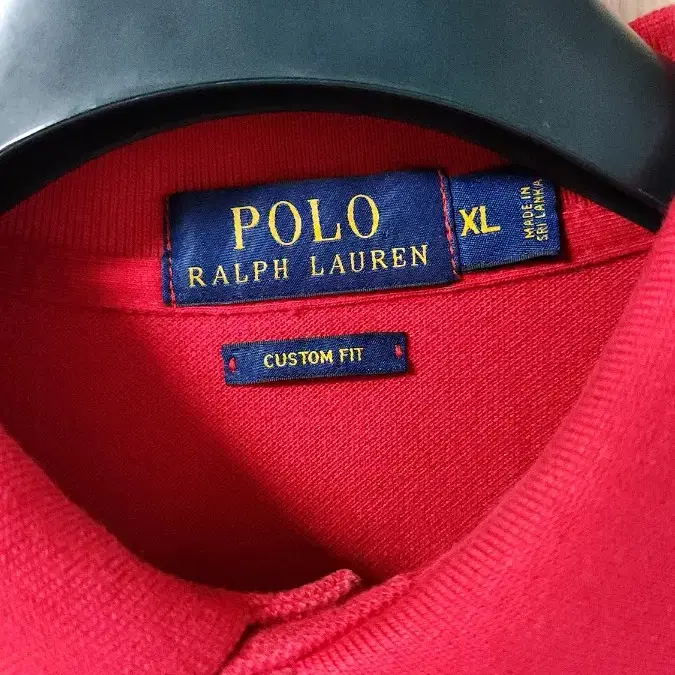 POLO
RALPH LAUREN
XL
MADE IN
SRI LANKA
CUSTOM FIT